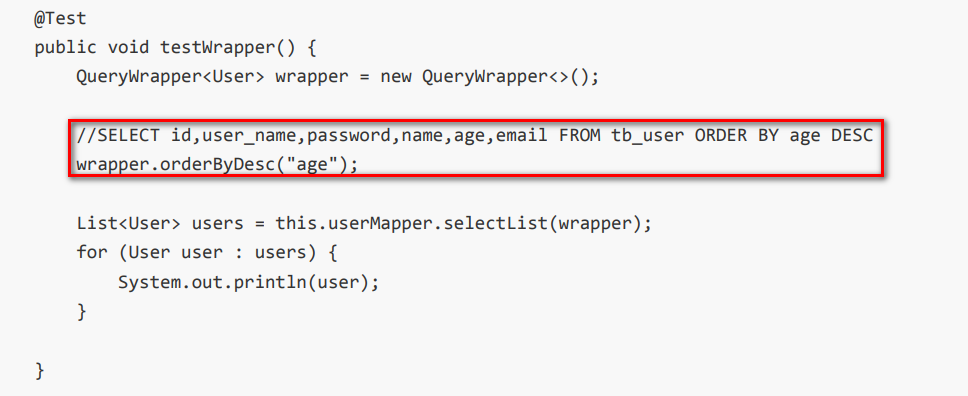 @Test
public void testWrapper() {
QueryWrapper<User> wrapper = new QueryWrapper<>();
//SELECT id,user_name,password,name,age,email FROM tb_user ORDER BY age DESC
wrapper.orderByDesc("age");
List<User> users = this.userMapper.selectList(wrapper);
for (User user : users) {
System.out.println(user);
}
}